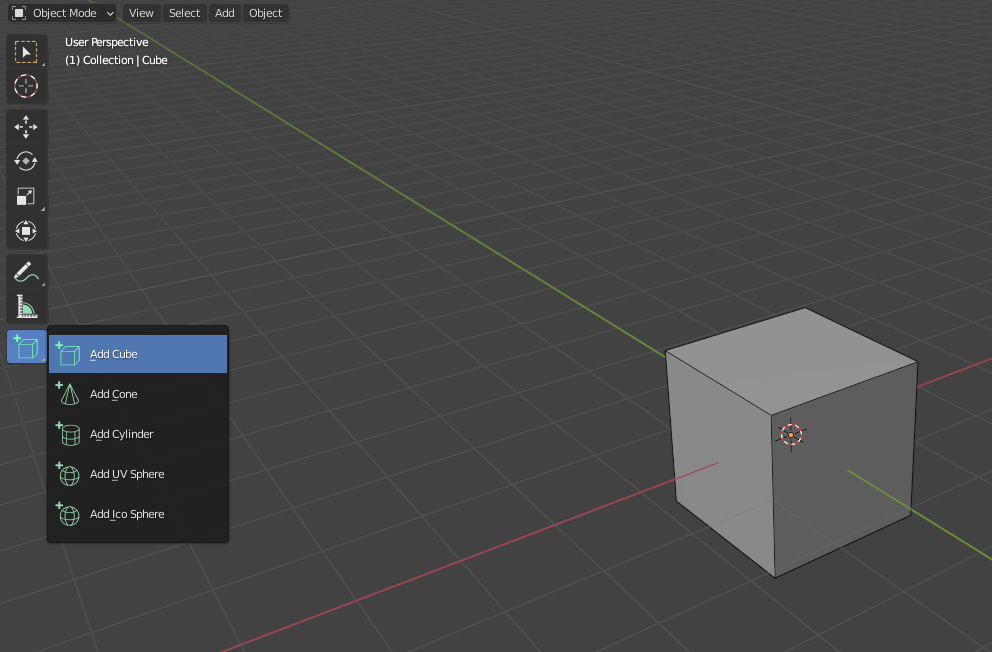 Object Mode View Select Add Object
User Perspective
(1) Collection | Cube
Add Cube
Add Cone
Add Cylinder
Add UV Sphere
Add Ico Sphere